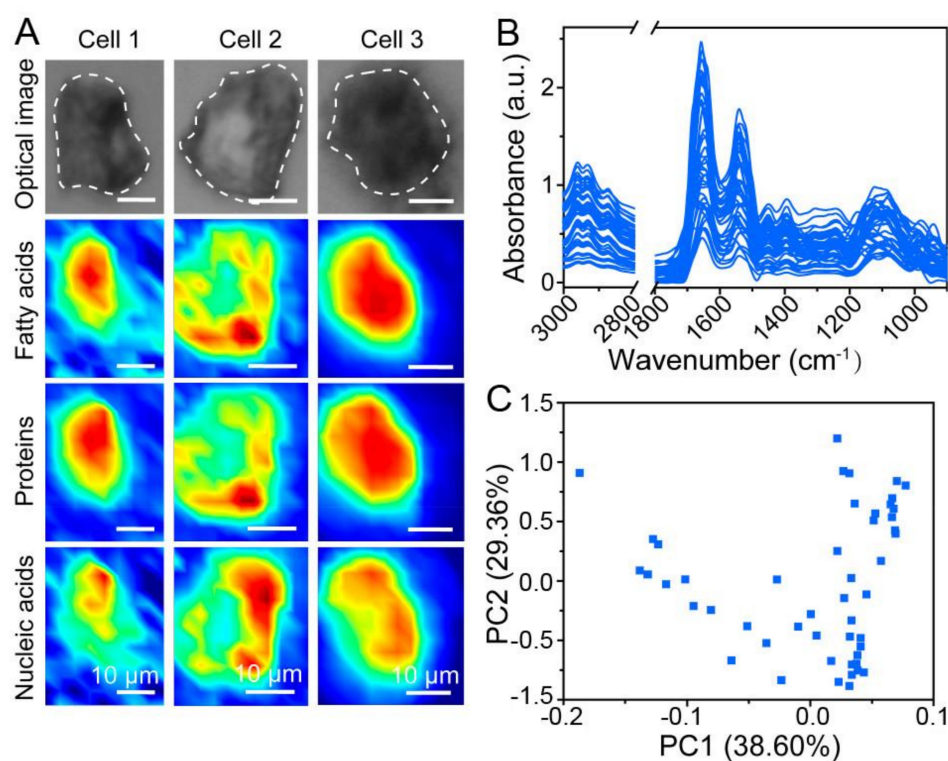 A
Cell 1
Cell 2
Cell 3
Optical image
Fatty acids
Proteins
Nucleic acids
10 μm
10 μm
10 μm
B
Absorbance (a.u.)
2
1
0
3000
2800
1800
1600
1400
1200
1000
Wavenumber (cm⁻¹)
C
PC2 (29.36%)
1.5
1.0
0.5
0.0
-0.5
-1.5
-0.2
-0.1
0.0
0.1
PC1 (38.60%)